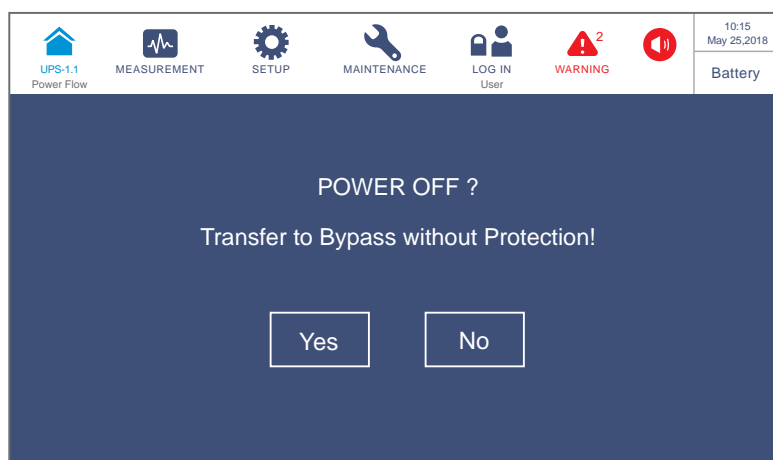 UPS-1.1
Power Flow
MEASUREMENT
SETUP
MAINTENANCE
LOG IN
User
2
WARNING
10:15
May 25,2018
Battery
POWER OFF ?
Transfer to Bypass without Protection!
Yes
No